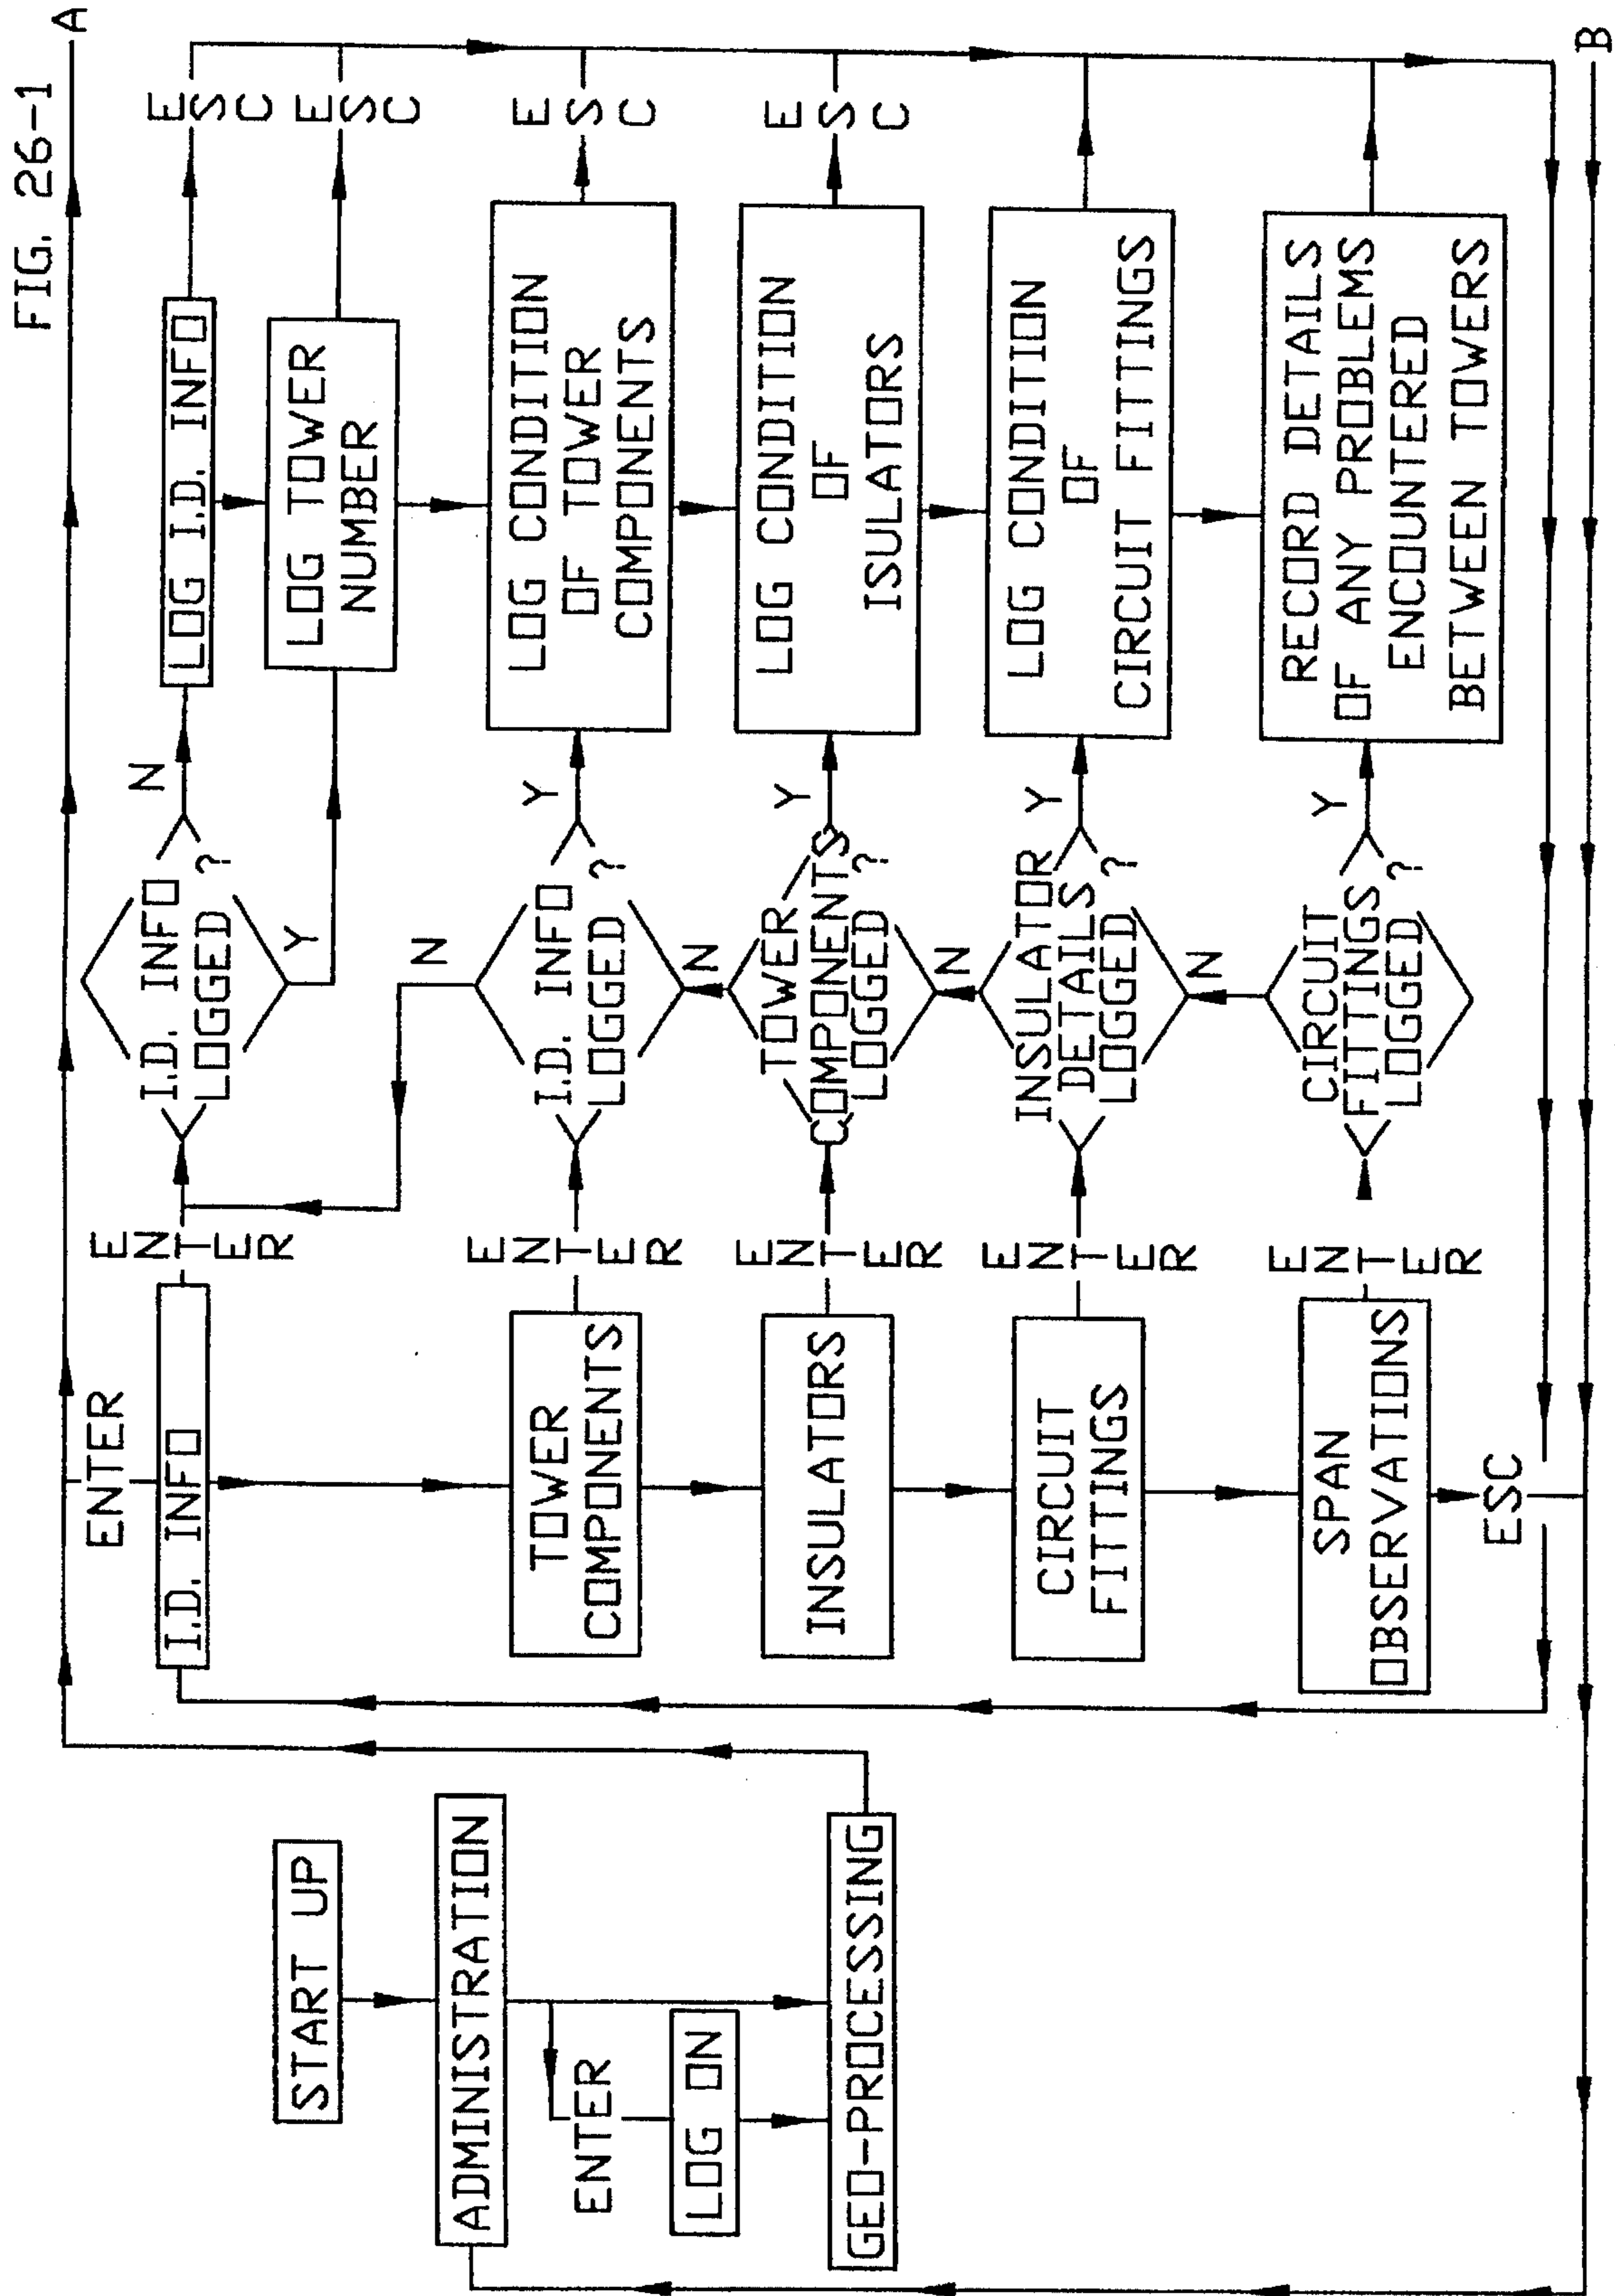 FIG. 26-1
A
START UP
ADMINISTRATION
ENTER
LOG ON
GEO-PROCESSING
ENTER
I.D. INFO
ENTER
I.D. INFO
LOGGED ?
N
Y
LOG I.D. INFO
ESC
LOG TOWER
NUMBER
ESC
N
TOWER
COMPONENTS
ENTER
I.D. INFO
LOGGED ?
Y
LOG CONDITION
OF TOWER
COMPONENTS
ESC
N
INSULATORS
ENTER
TOWER
COMPONENTS
LOGGED ?
Y
LOG CONDITION
OF
ISULATORS
ESC
N
CIRCUIT
FITTINGS
ENTER
INSULATOR
DETAILS
LOGGED ?
Y
LOG CONDITION
OF
CIRCUIT FITTINGS
N
SPAN
OBSERVATIONS
ENTER
CIRCUIT
FITTINGS
LOGGED ?
Y
RECORD DETAILS
OF ANY PROBLEMS
ENCOUNTERED
BETWEEN TOWERS
ESC
B